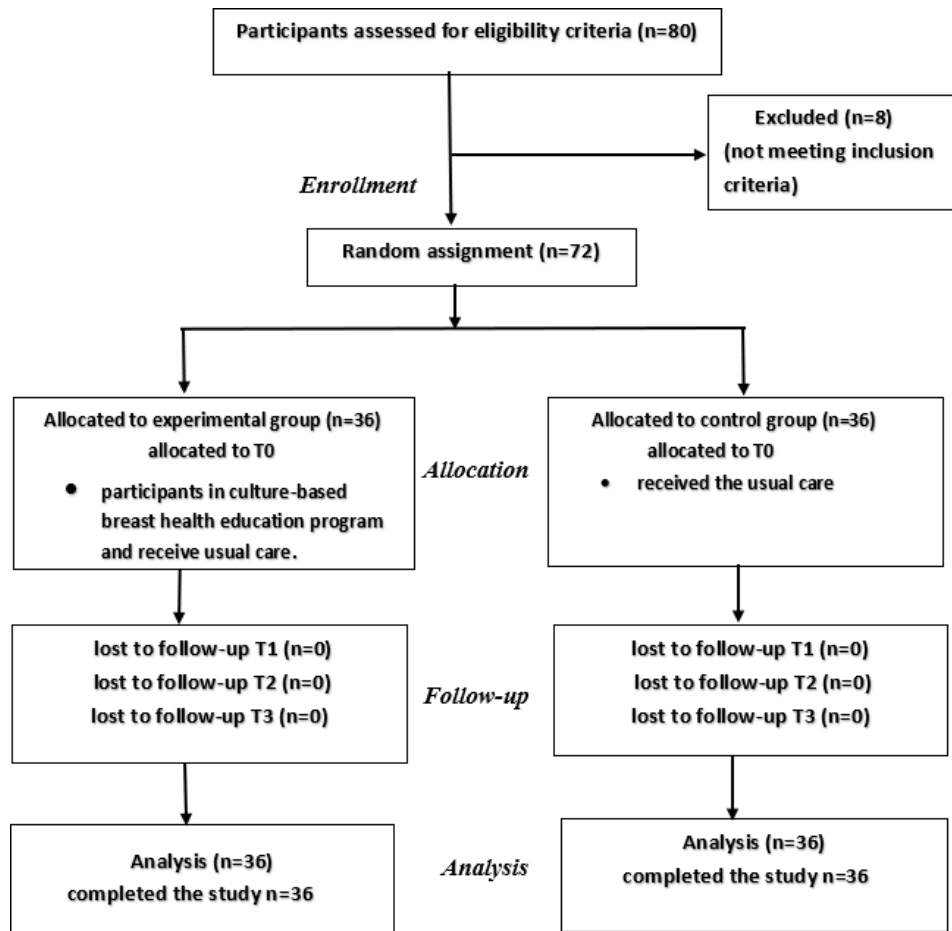 Participants assessed for eligibility criteria (n=80)
Excluded (n=8)
(not meeting inclusion
criteria)
Enrollment
Random assignment (n=72)
Allocated to experimental group (n=36)
allocated to T0
• participants in culture-based
breast health education program
and receive usual care.
Allocation
Allocated to control group (n=36)
allocated to T0
• received the usual care
lost to follow-up T1 (n=0)
lost to follow-up T2 (n=0)
lost to follow-up T3 (n=0)
Follow-up
lost to follow-up T1 (n=0)
lost to follow-up T2 (n=0)
lost to follow-up T3 (n=0)
Analysis (n=36)
completed the study n=36
Analysis
Analysis (n=36)
completed the study n=36